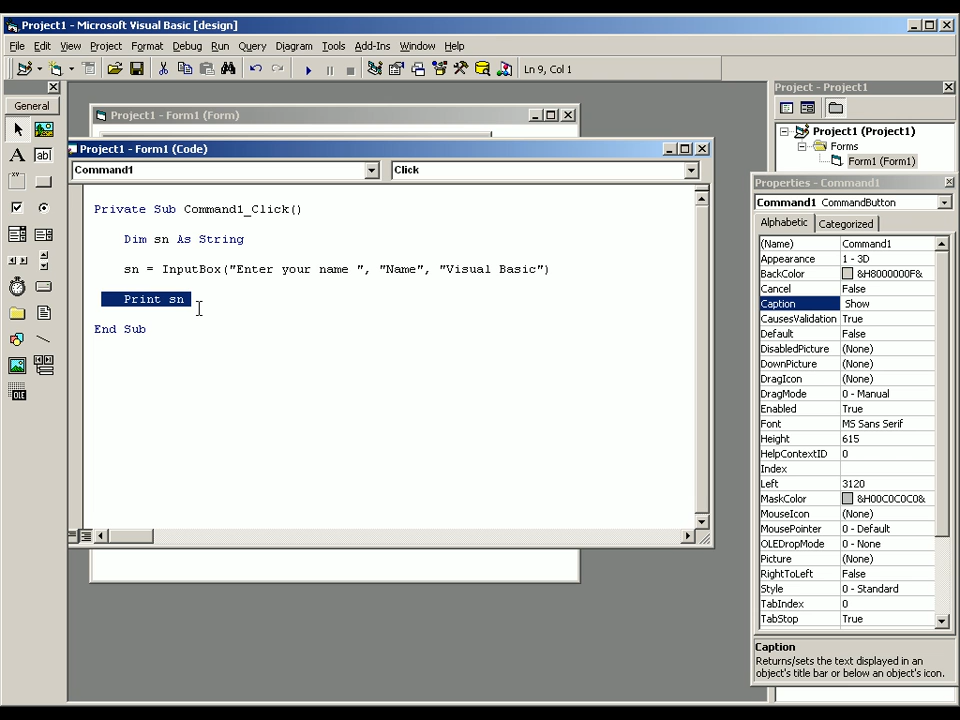 Project1 - Microsoft Visual Basic [design]
File Edit View Project Format Debug Run Query Diagram Tools Add-Ins Window Help
Ln 9, Col 1
General
A
ab|
xv
OLE
Project1 - Form1 (Form)
Project1 - Form1 (Code)
Command1 Click
Private Sub Command1_Click()
Dim sn As String
sn = InputBox("Enter your name ", "Name", "Visual Basic")
Print sn
End Sub
Project - Project1
Project1 (Project1)
Forms
Form1 (Form1)
Properties - Command1
Command1 CommandButton
Alphabetic Categorized
(Name) Command1
Appearance 1 - 3D
BackColor &H8000000F&
Cancel False
Caption Show
CausesValidation True
Default False
DisabledPicture (None)
DownPicture (None)
DragIcon (None)
DragMode 0 - Manual
Enabled True
Font MS Sans Serif
Height 615
HelpContextID 0
Index
Left 3120
MaskColor &H00C0C0C0&
MouseIcon (None)
MousePointer 0 - Default
OLEDropMode 0 - None
Picture (None)
RightToLeft False
Style 0 - Standard
TabIndex 0
TabStop True
Caption
Returns/sets the text displayed in an
object's title bar or below an object's icon.